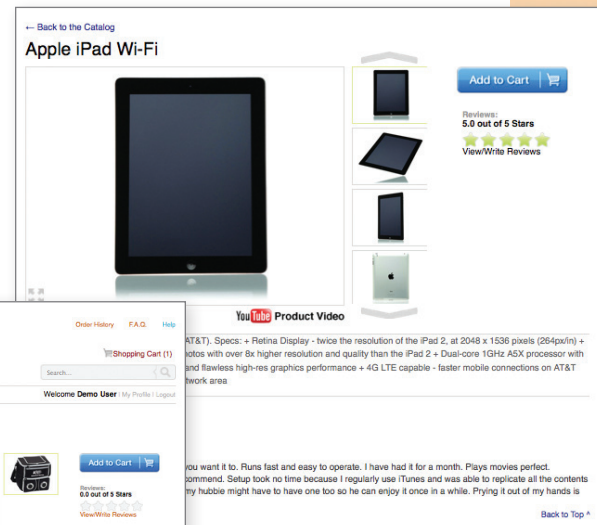 ← Back to the Catalog
Apple iPad Wi-Fi
Add to Cart
Reviews:
5.0 out of 5 Stars
View/Write Reviews
YouTube Product Video
AT&T). Specs: + Retina Display - twice the resolution of the iPad 2, at 2048 x 1536 pixels (264px/in) +
hotos with over 8x higher resolution and quality than the iPad 2 + Dual-core 1GHz A5X processor with
and flawless high-res graphics performance + 4G LTE capable - faster mobile connections on AT&T
twork area
you want it to. Runs fast and easy to operate. I have had it for a month. Plays movies perfect.
commend. Setup took no time because I regularly use iTunes and was able to replicate all the contents
my hubbie might have to have one too so he can enjoy it once in a while. Prying it out of my hands is
Back to Top ^
Order History F.A.Q. Help
Shopping Cart (1)
Search...
Welcome Demo User | My Profile | Logout
Add to Cart
Reviews:
0.0 out of 5 Stars
View/Write Reviews